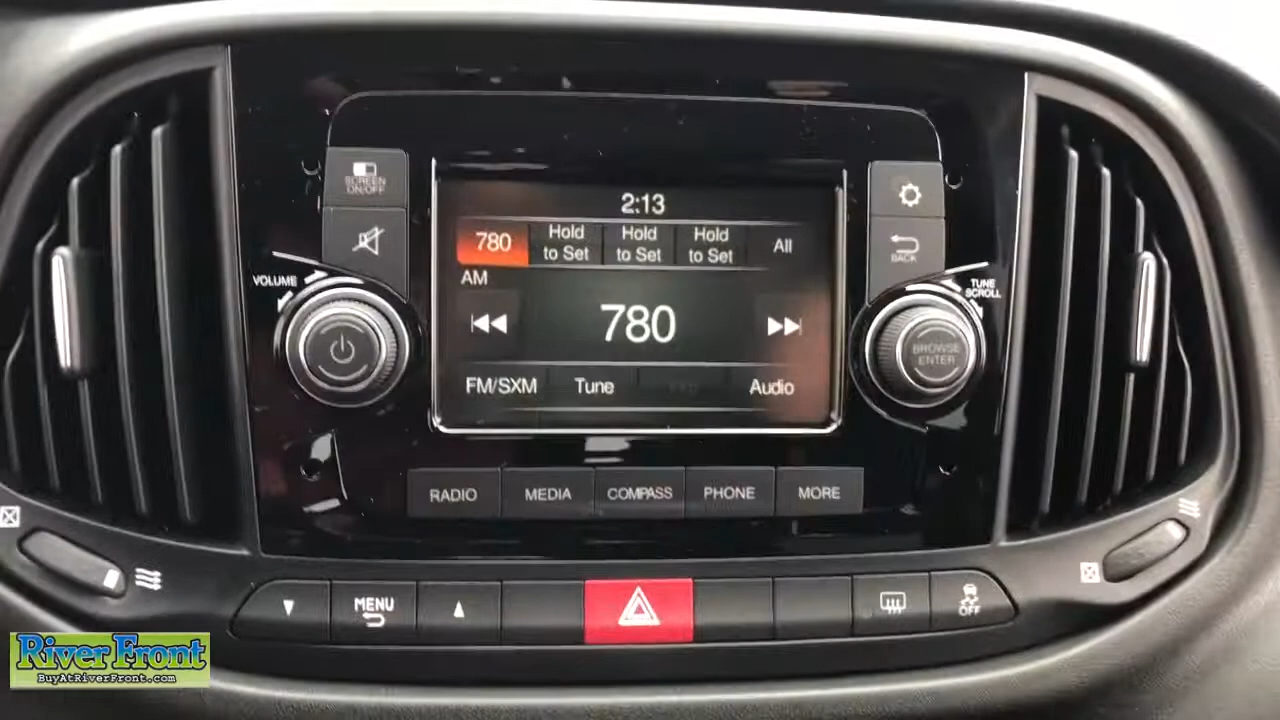 SCREEN
ON/OFF
2:13
780
Hold
to Set
Hold
to Set
Hold
to Set
All
AM
780
FM/SXM
Tune
Audio
BACK
VOLUME
TUNE
SCROLL
BROWSE
ENTER
RADIO
MEDIA
COMPASS
PHONE
MORE
MENU
OFF
River Front
BuyAtRiverFront.com